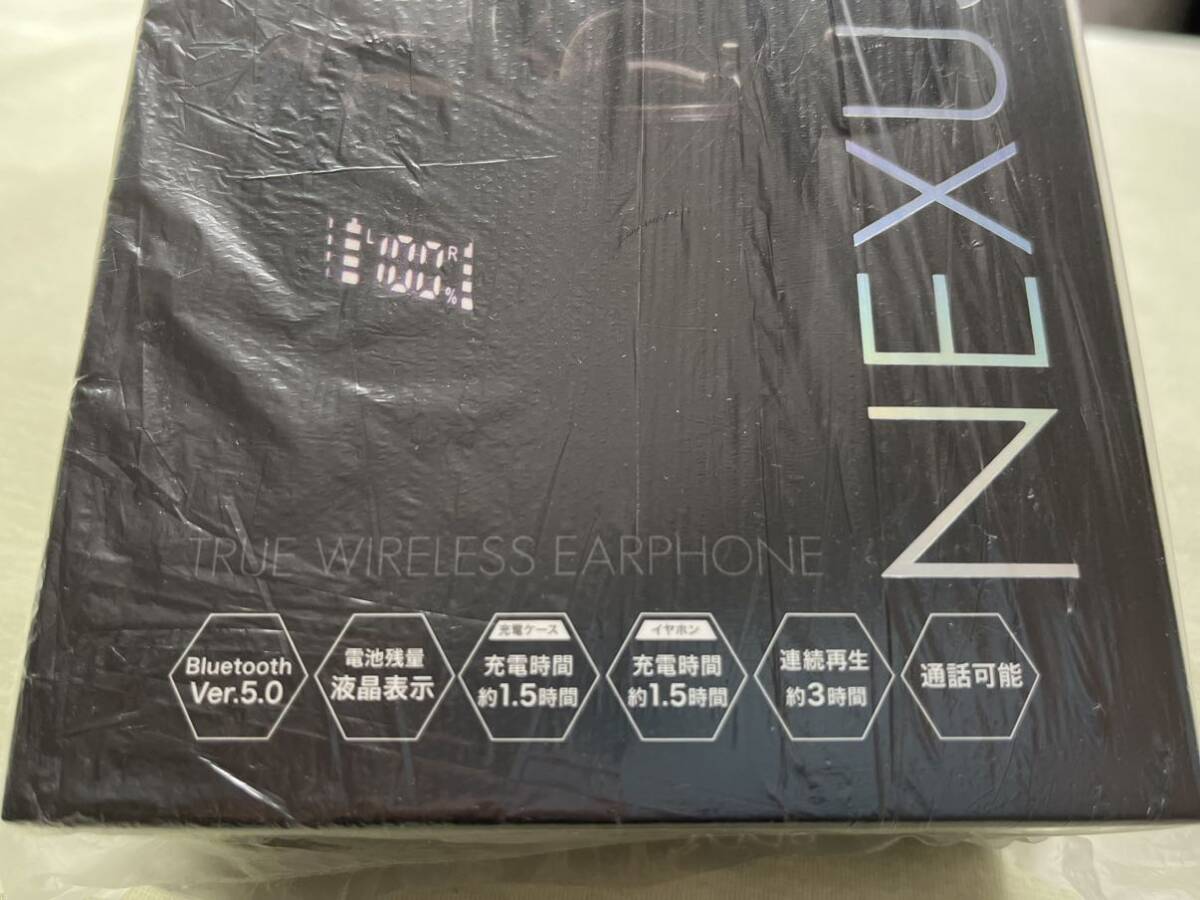 NEXU
L 100 R
%
TRUE WIRELESS EARPHONE
Bluetooth
Ver.5.0
電池残量
液晶表示
充電ケース
充電時間
約1.5時間
イヤホン
充電時間
約1.5時間
連続再生
約3時間
通話可能